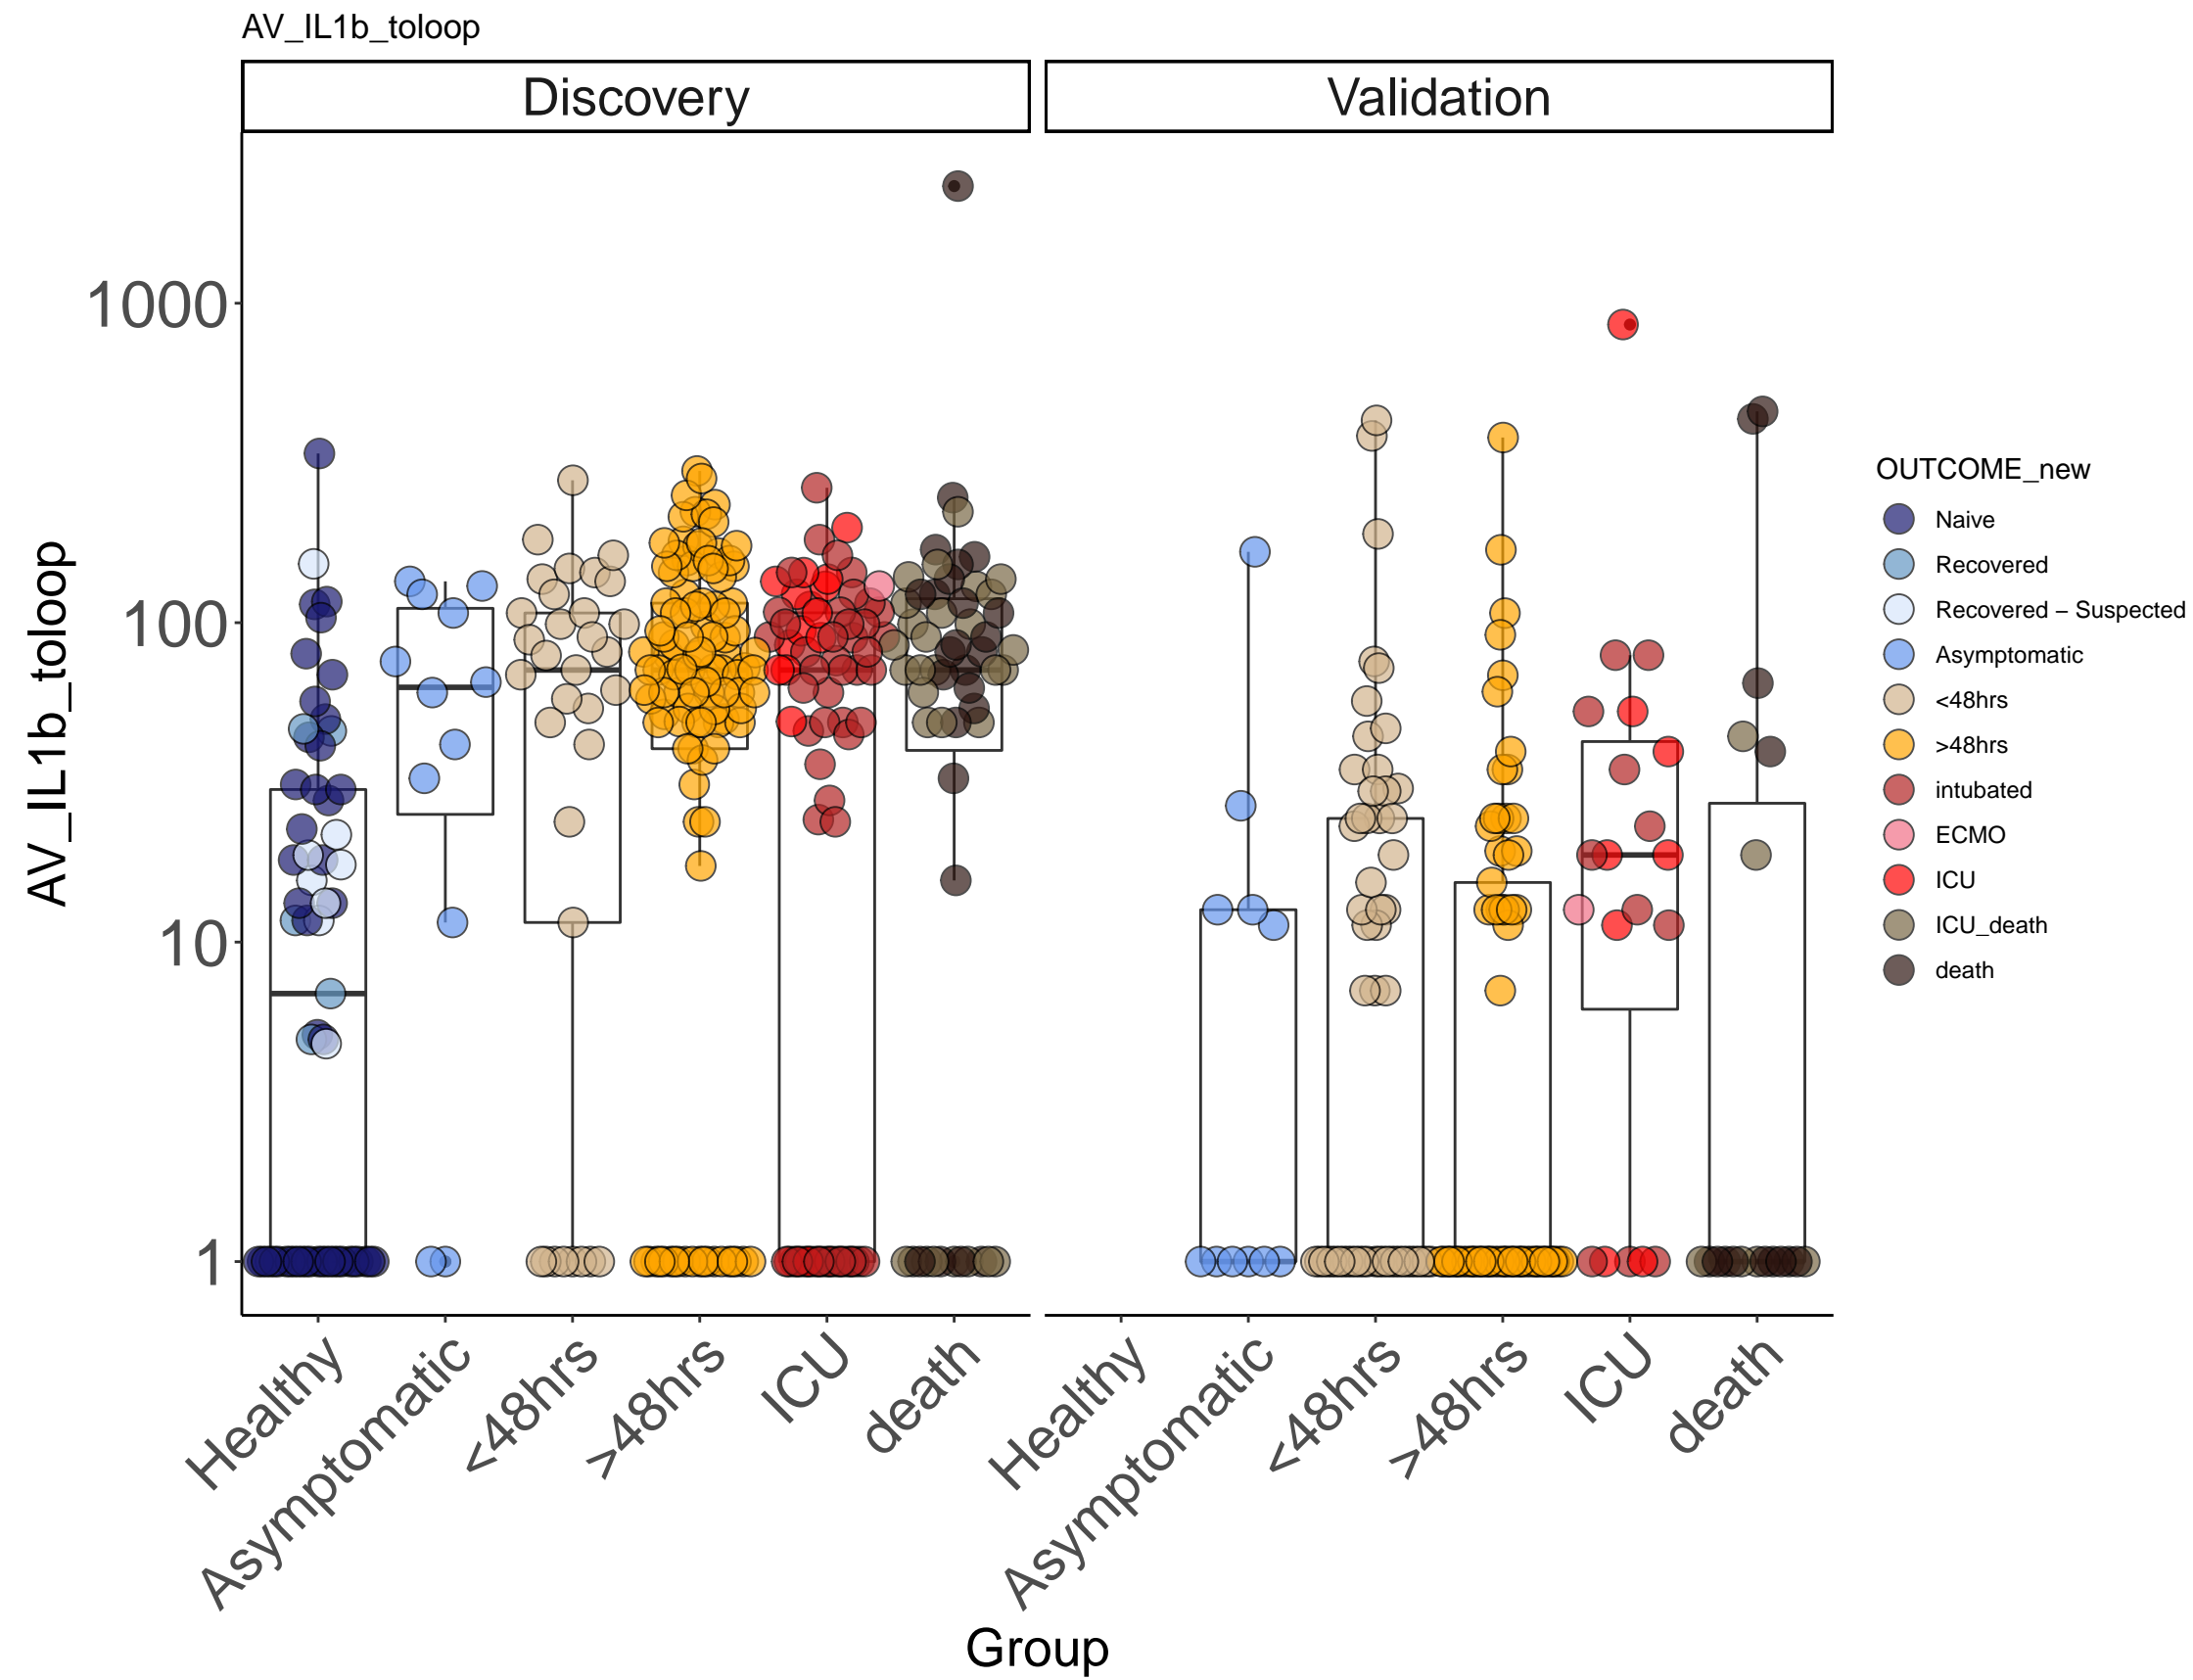 AV_IL1b_toloop
Discovery
Validation
AV_IL1b_toloop
1000
100
10
1
Healthy
Asymptomatic
<48hrs
>48hrs
ICU
death
Healthy
Asymptomatic
<48hrs
>48hrs
ICU
death
Group
OUTCOME_new
Naive
Recovered
Recovered – Suspected
Asymptomatic
<48hrs
>48hrs
intubated
ECMO
ICU
ICU_death
death